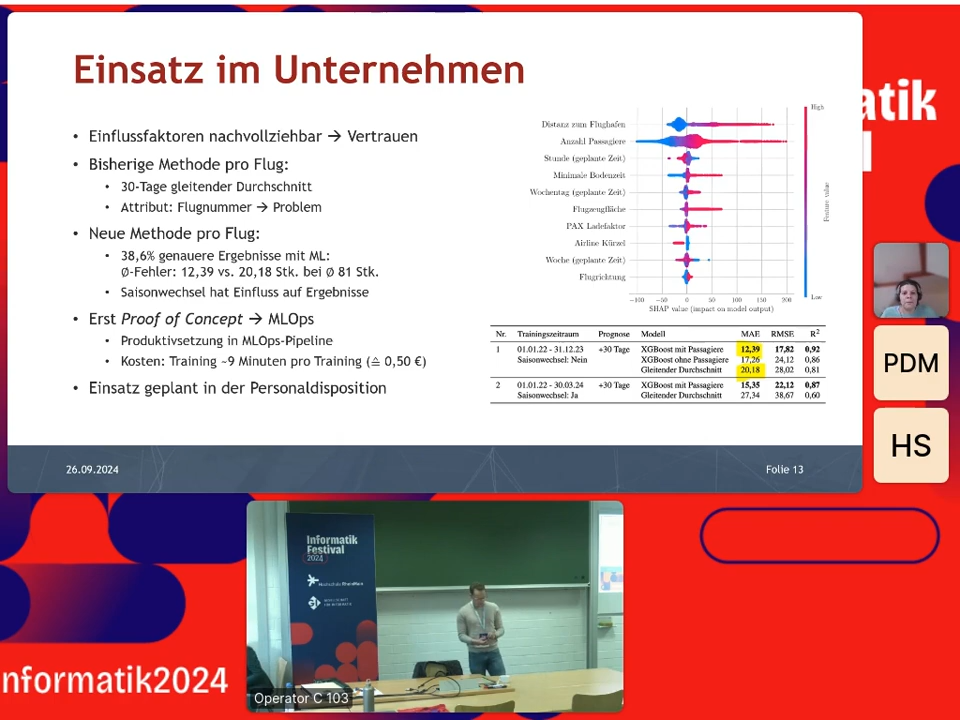 Einsatz im Unternehmen
• Einflussfaktoren nachvollziehbar → Vertrauen
• Bisherige Methode pro Flug:
• 30-Tage gleitender Durchschnitt
• Attribut: Flugnummer → Problem
• Neue Methode pro Flug:
• 38,6% genauere Ergebnisse mit ML:
Ø-Fehler: 12,39 vs. 20,18 Stk. bei Ø 81 Stk.
• Saisonwechsel hat Einfluss auf Ergebnisse
• Erst Proof of Concept → MLOps
• Produktivsetzung in MLOps-Pipeline
• Kosten: Training ~9 Minuten pro Training (≙ 0,50 €)
• Einsatz geplant in der Personaldisposition
High
Distanz zum Flughafen
Anzahl Passagiere
Stunde (geplante Zeit)
Minimale Bodenzeit
Wochentag (geplante Zeit)
Flugzeugfläche
PAX Ladefaktor
Airline Kürzel
Woche (geplante Zeit)
Flugrichtung
Feature value
Low
−100 −50 0 50 100 150 200
SHAP value (impact on model output)
Nr. Trainingszeitraum Prognose Modell MAE RMSE R²
1 01.01.22 - 31.12.23 +30 Tage XGBoost mit Passagiere 12,39 17,82 0,92
Saisonwechsel: Nein XGBoost ohne Passagiere 17,26 24,12 0,86
Gleitender Durchschnitt 20,18 28,02 0,81
2 01.01.22 - 30.03.24 +30 Tage XGBoost mit Passagiere 15,35 22,12 0,87
Saisonwechsel: Ja Gleitender Durchschnitt 27,34 38,67 0,60
26.09.2024
Folie 13
atik
PDM
HS
Informatik
Festival
2024
Hochschule RheinMain
GI
Operator C 103
nformatik2024